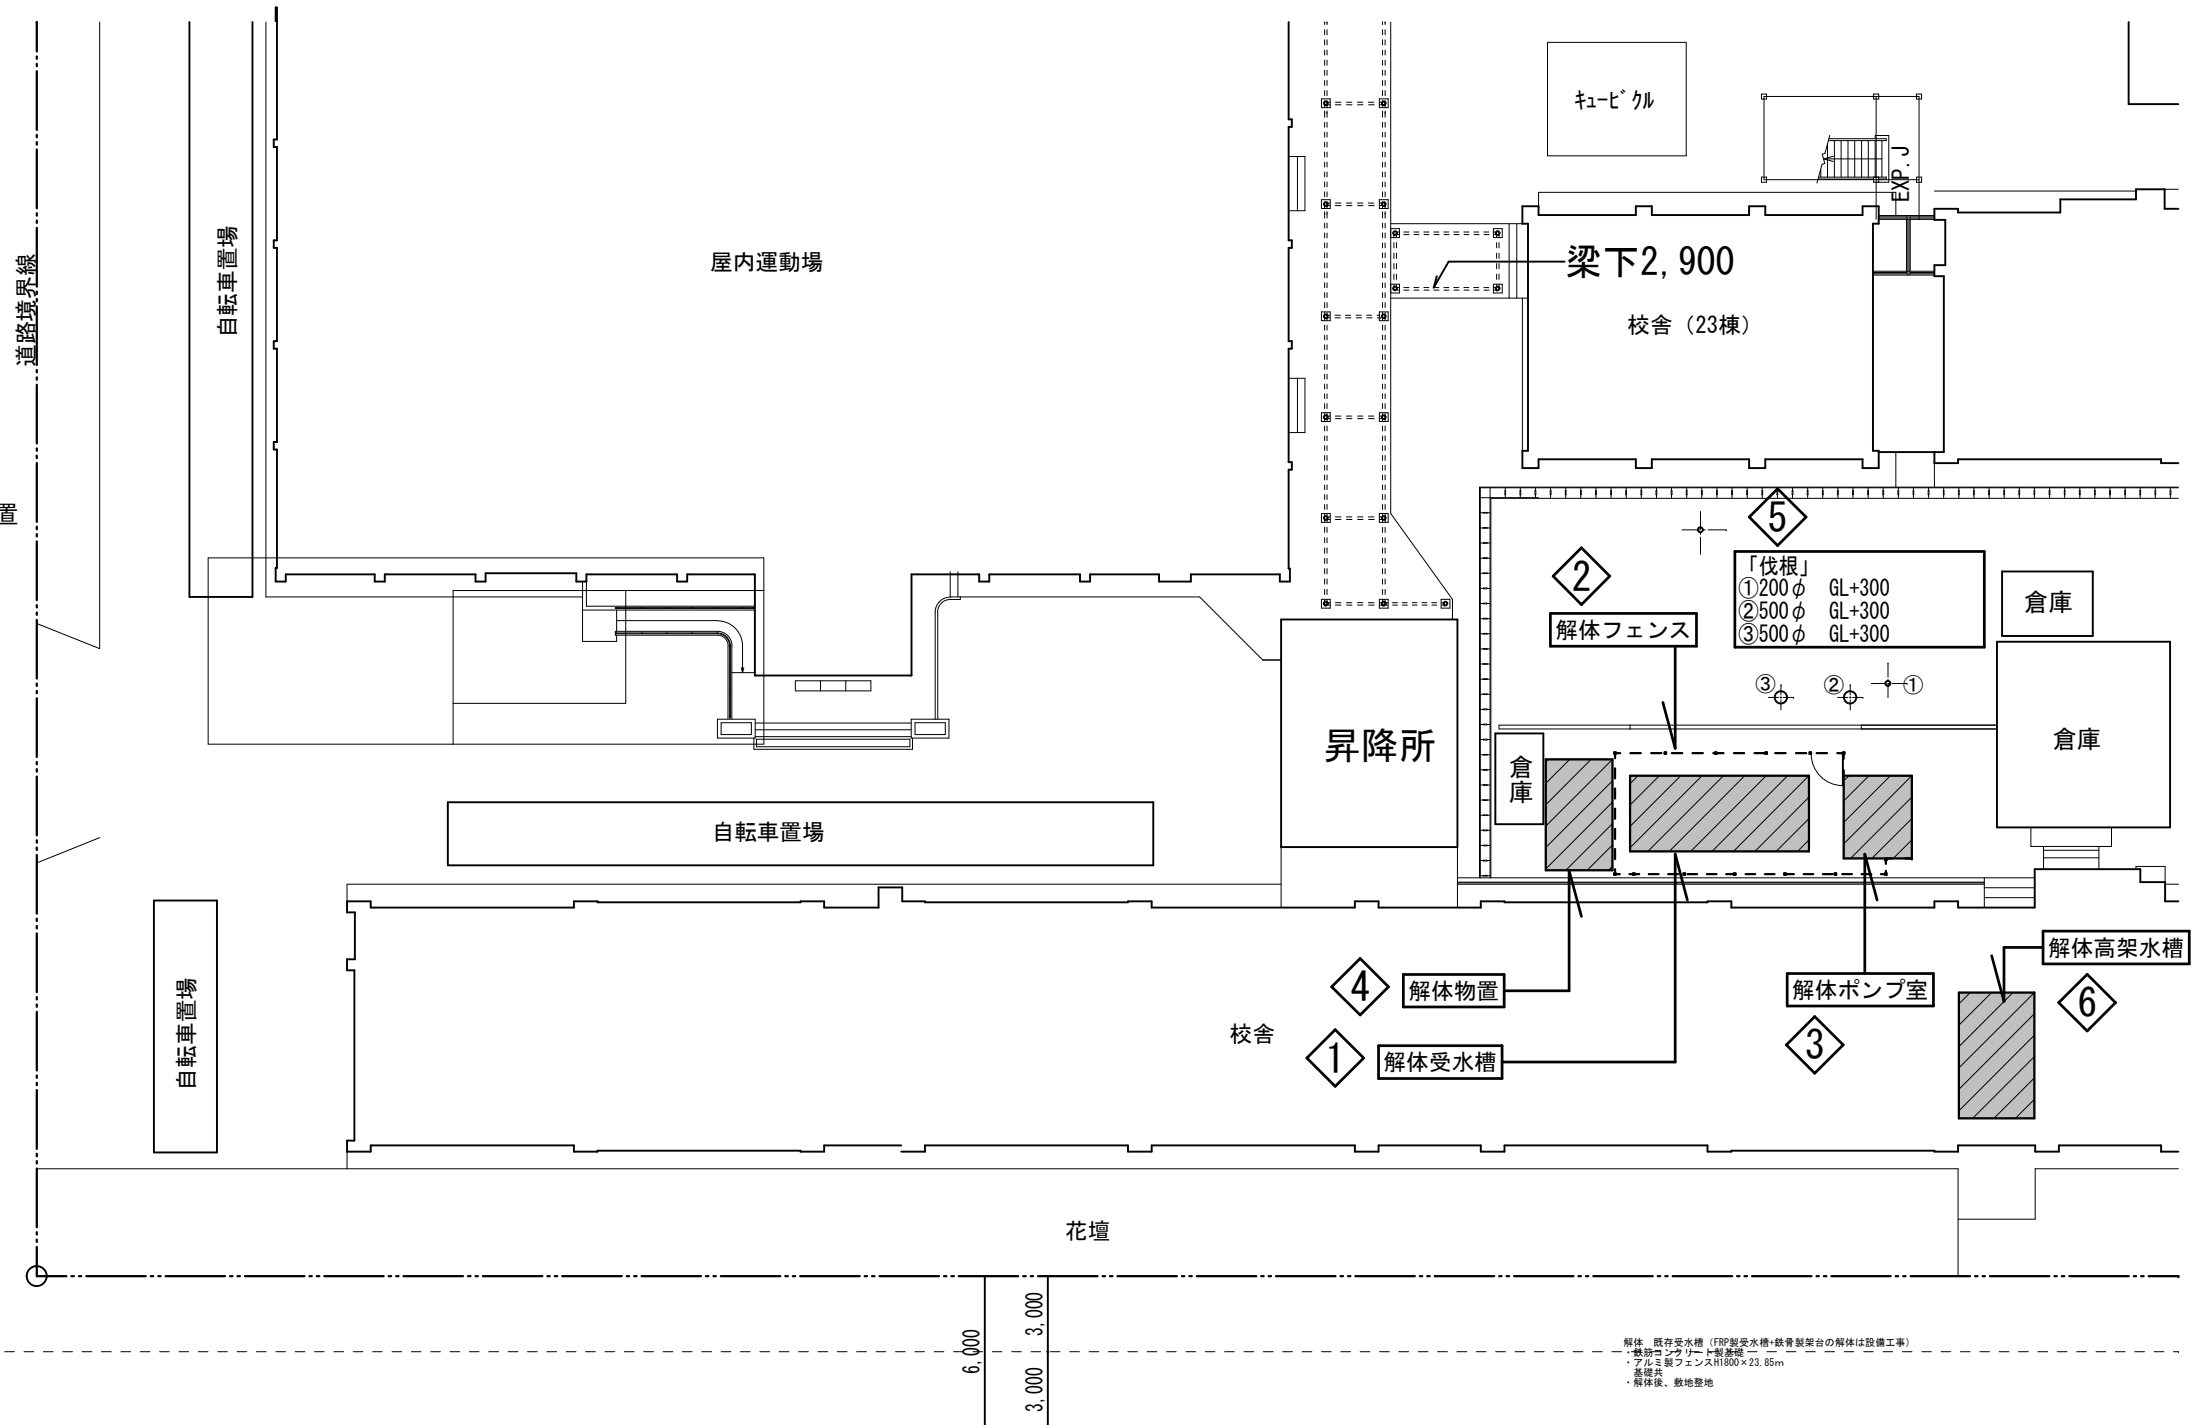 キュービクル
EXP.J
道路境界線
自転車置場
屋内運動場
梁下2,900
校舎（23棟）
置
5
「伐根」
①200φ GL+300
②500φ GL+300
③500φ GL+300
2
解体フェンス
倉庫
③
②
①
昇降所
倉庫
倉庫
自転車置場
解体高架水槽
4
解体物置
解体ポンプ室
6
自転車置場
校舎
1
解体受水槽
3
花壇
6,000
3,000
3,000
解体 既存受水槽（FRP製受水槽+鉄骨製架台の解体は設備工事）
・鉄筋コンクリート製基礎
・アルミ製フェンスH1800×23.85m
基礎共
・解体後、敷地整地